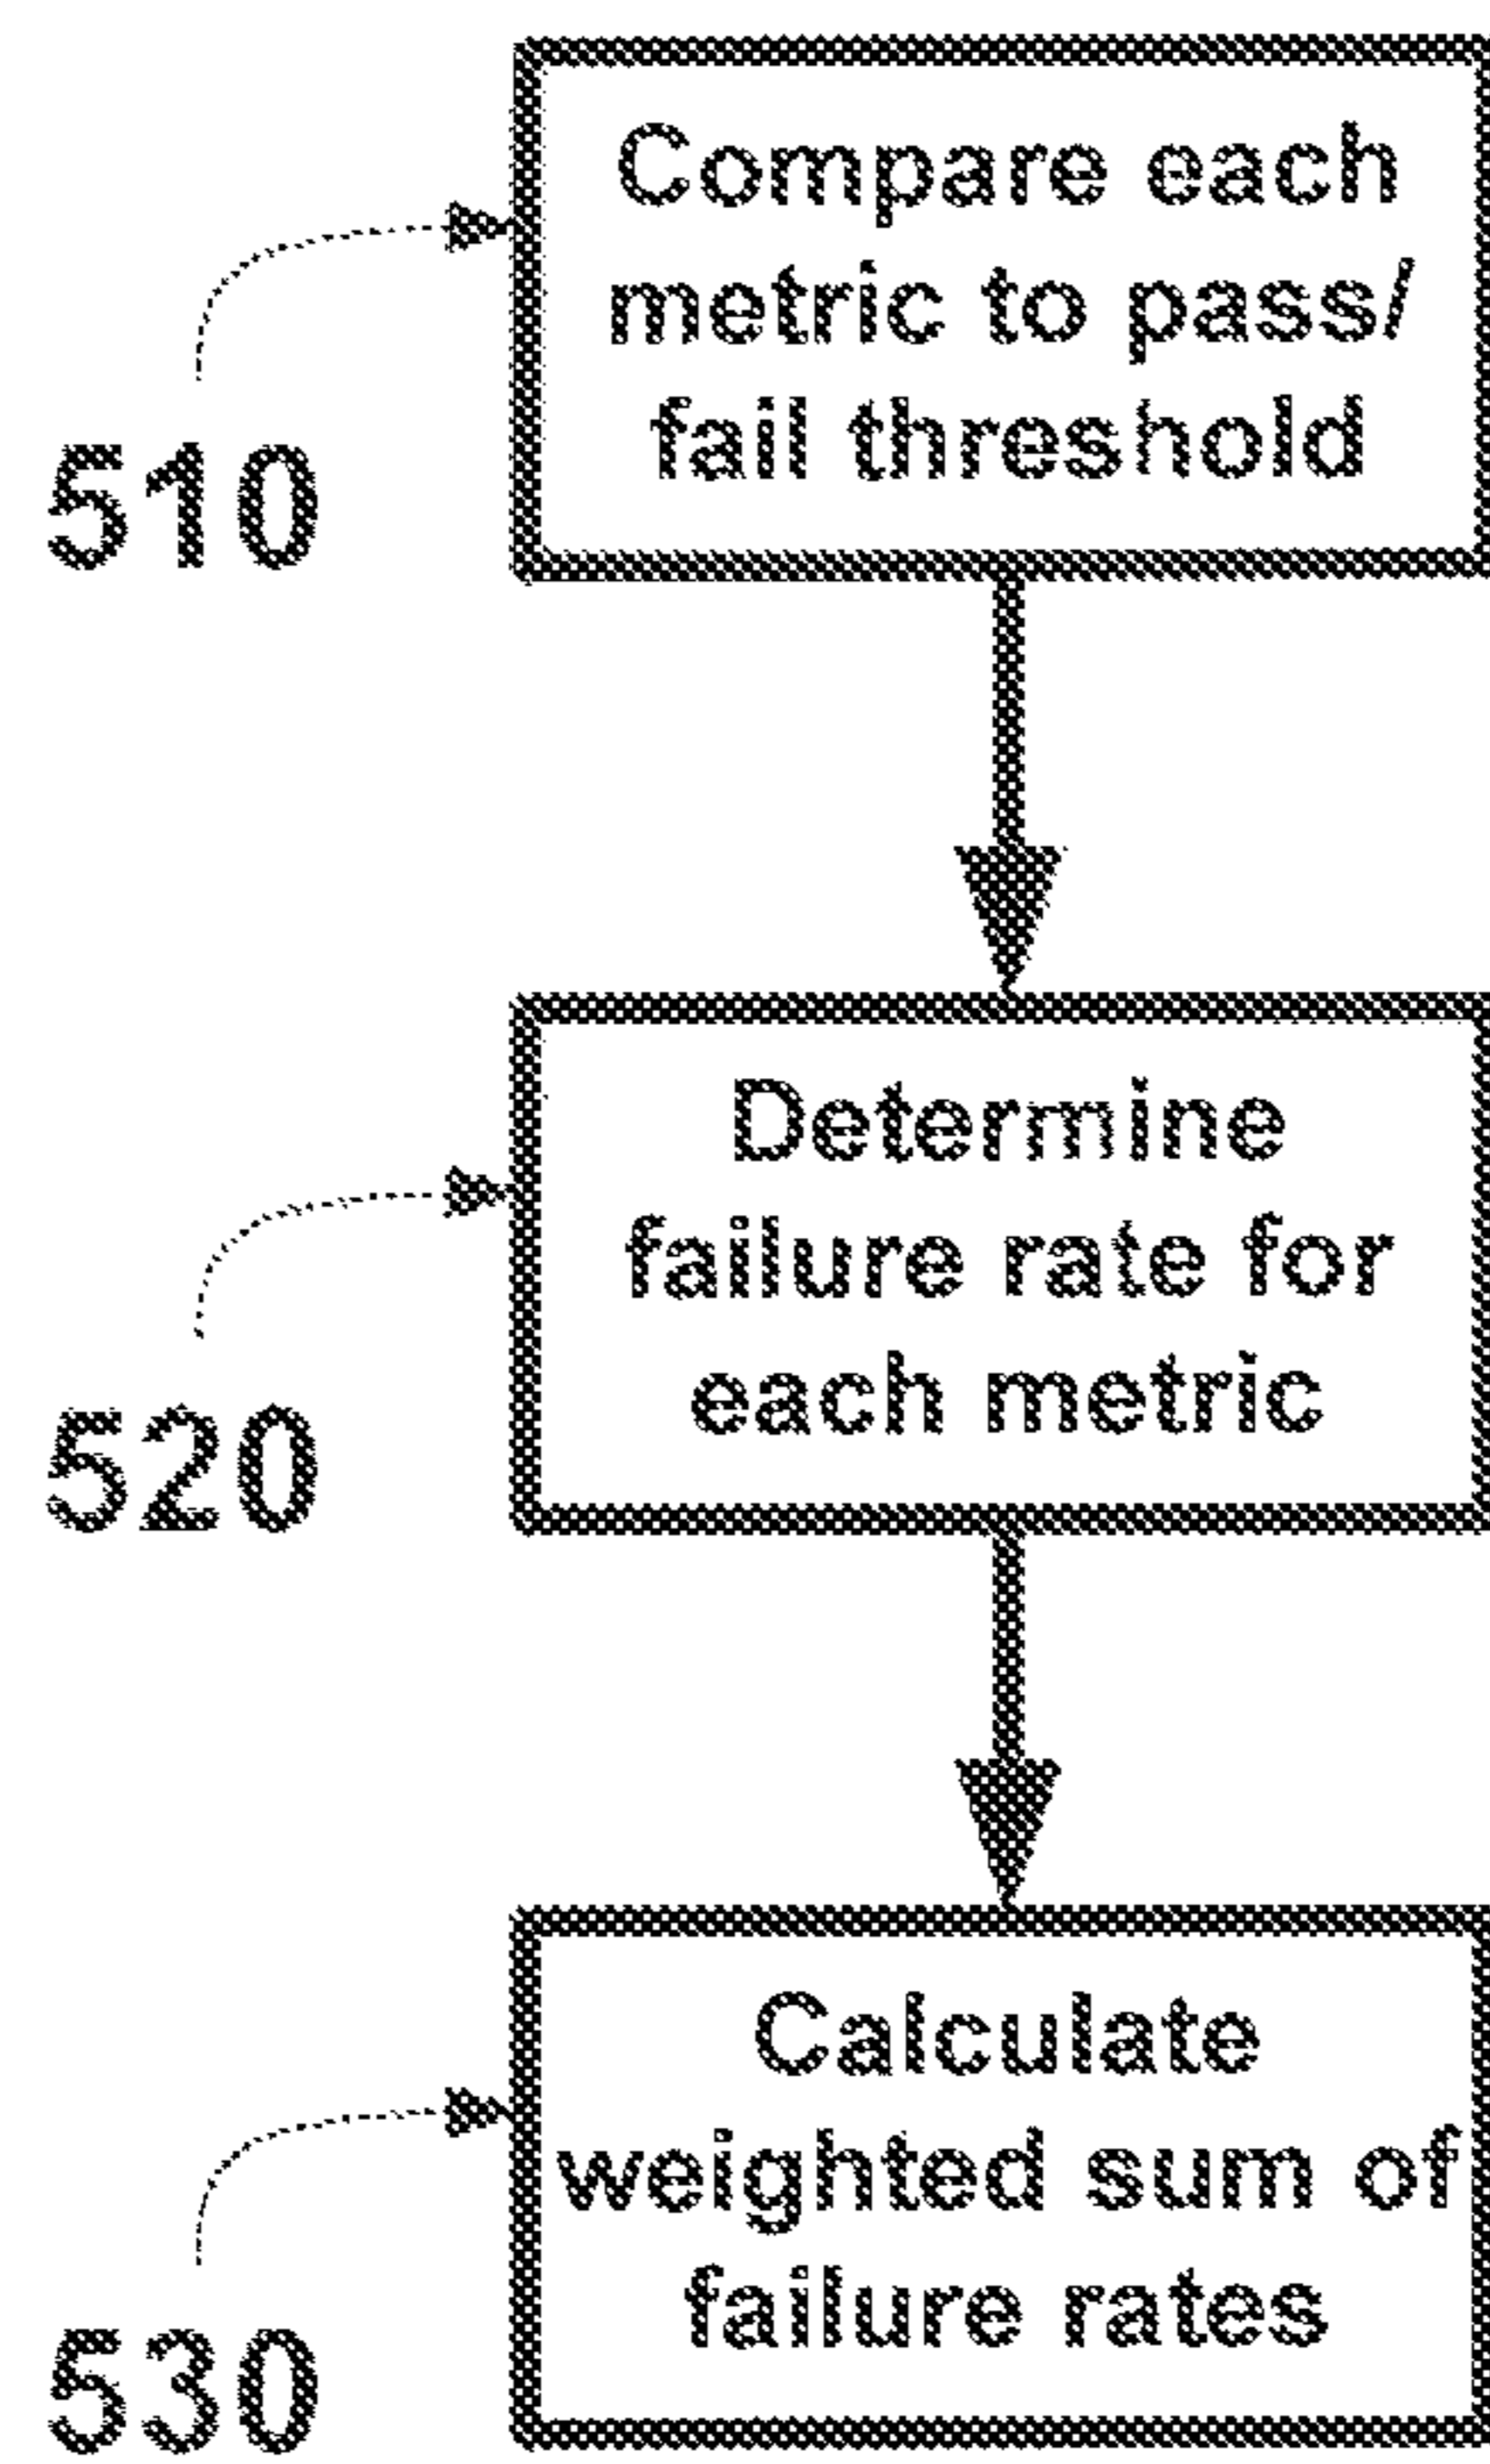 Compare each
metric to pass/
fail threshold
510
Determine
failure rate for
each metric
520
Calculate
weighted sum of
failure rates
530